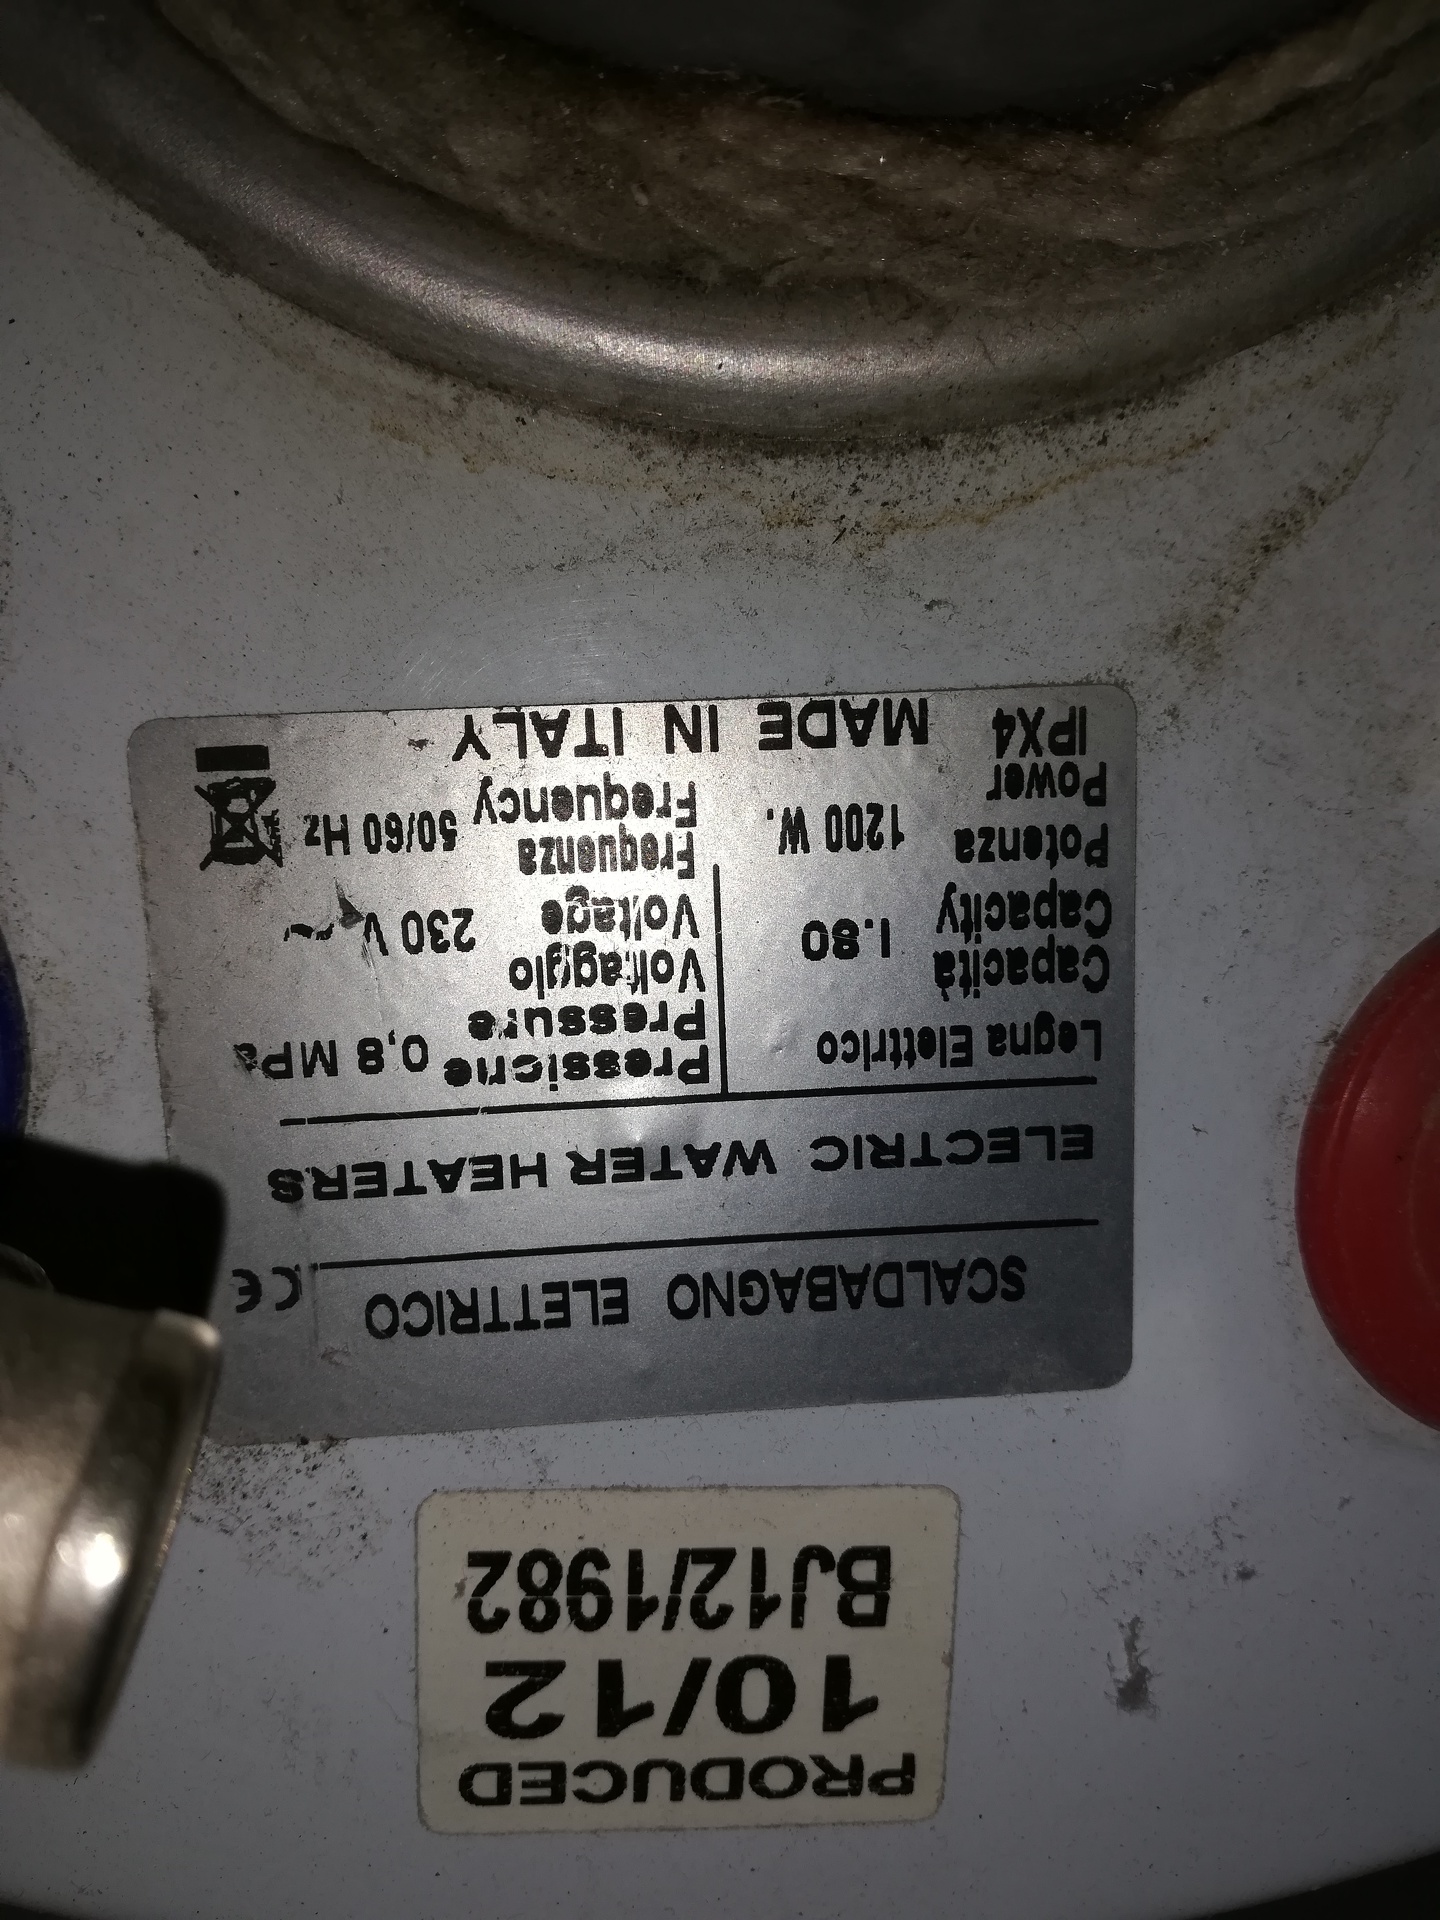 PRODUCED
10/12
BJ12/1982
SCALDABAGNO ELETTRICO CE
ELECTRIC WATER HEATERS
Legna Elettrico
Capacità
Capacity
l.80
Potenza
Power
1200 W.
IPX4
Pressione
Pressure
0,8 MPa
Voltaggio
Voltage
230 V ~
Frequenza
Frequency
50/60 Hz
MADE IN ITALY